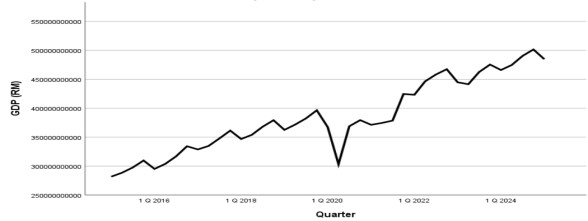 550000000000
500000000000
450000000000
400000000000
350000000000
300000000000
250000000000
GDP (RM)
1 Q 2016
1 Q 2018
1 Q 2020
1 Q 2022
1 Q 2024
Quarter